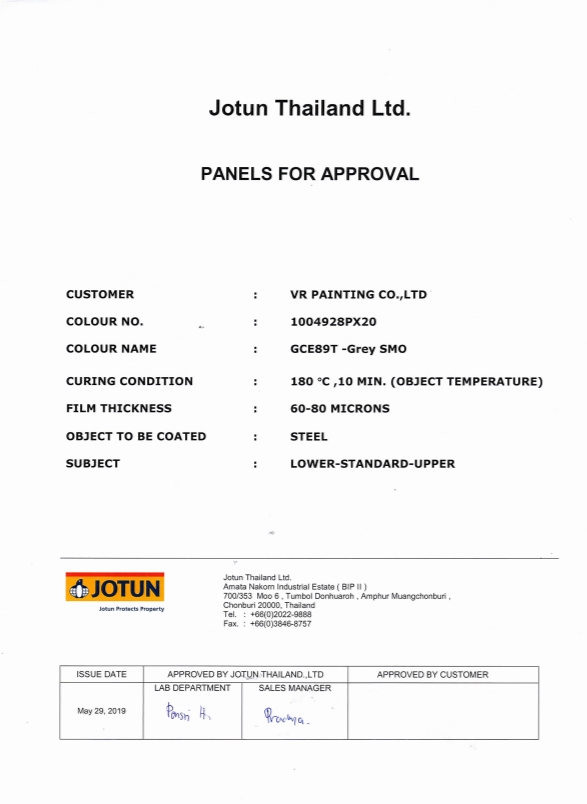 Jotun Thailand Ltd.
PANELS FOR APPROVAL
CUSTOMER : VR PAINTING CO.,LTD
COLOUR NO. : 1004928PX20
COLOUR NAME : GCE89T -Grey SMO
CURING CONDITION : 180 °C ,10 MIN. (OBJECT TEMPERATURE)
FILM THICKNESS : 60-80 MICRONS
OBJECT TO BE COATED : STEEL
SUBJECT : LOWER-STANDARD-UPPER
JOTUN
Jotun Protects Property
Jotun Thailand Ltd.
Amata Nakorn Industrial Estate ( BIP II )
700/353 Moo 6 , Tumbol Donhuaroh , Amphur Muangchonburi ,
Chonburi 20000, Thailand
Tel. : +66(0)2022-9888
Fax. : +66(0)3846-8757
ISSUE DATE APPROVED BY JOTUN THAILAND.,LTD APPROVED BY CUSTOMER
LAB DEPARTMENT SALES MANAGER
May 29, 2019